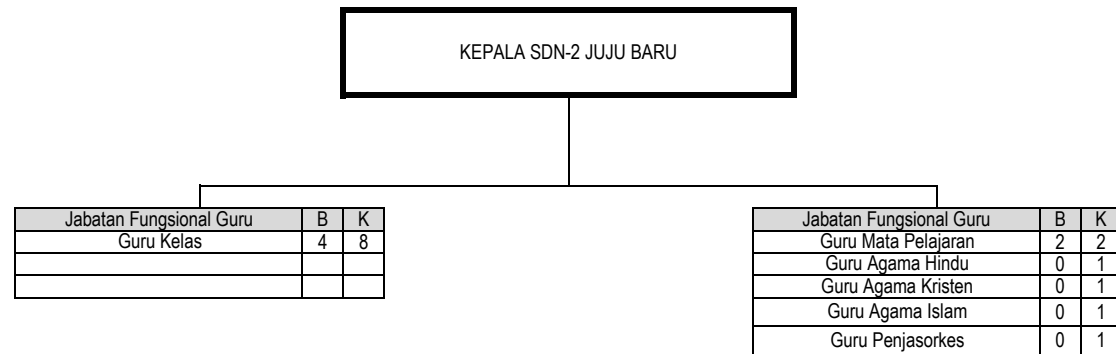 KEPALA SDN-2 JUJU BARU
Jabatan Fungsional Guru B K
Guru Kelas 4 8
Jabatan Fungsional Guru B K
Guru Mata Pelajaran 2 2
Guru Agama Hindu 0 1
Guru Agama Kristen 0 1
Guru Agama Islam 0 1
Guru Penjasorkes 0 1